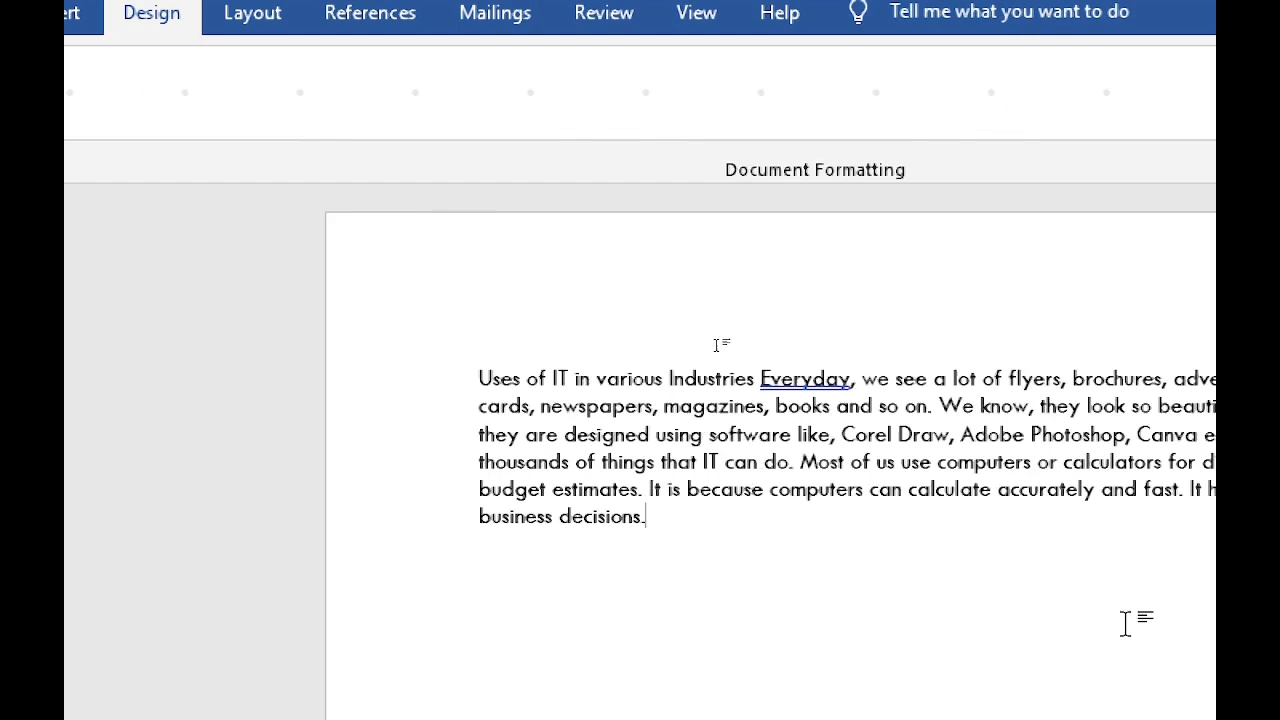 ert Design Layout References Mailings Review View Help Tell me what you want to do
Document Formatting
Uses of IT in various Industries Everyday, we see a lot of flyers, brochures, adve
cards, newspapers, magazines, books and so on. We know, they look so beauti
they are designed using software like, Corel Draw, Adobe Photoshop, Canva e
thousands of things that IT can do. Most of us use computers or calculators for d
budget estimates. It is because computers can calculate accurately and fast. It h
business decisions.